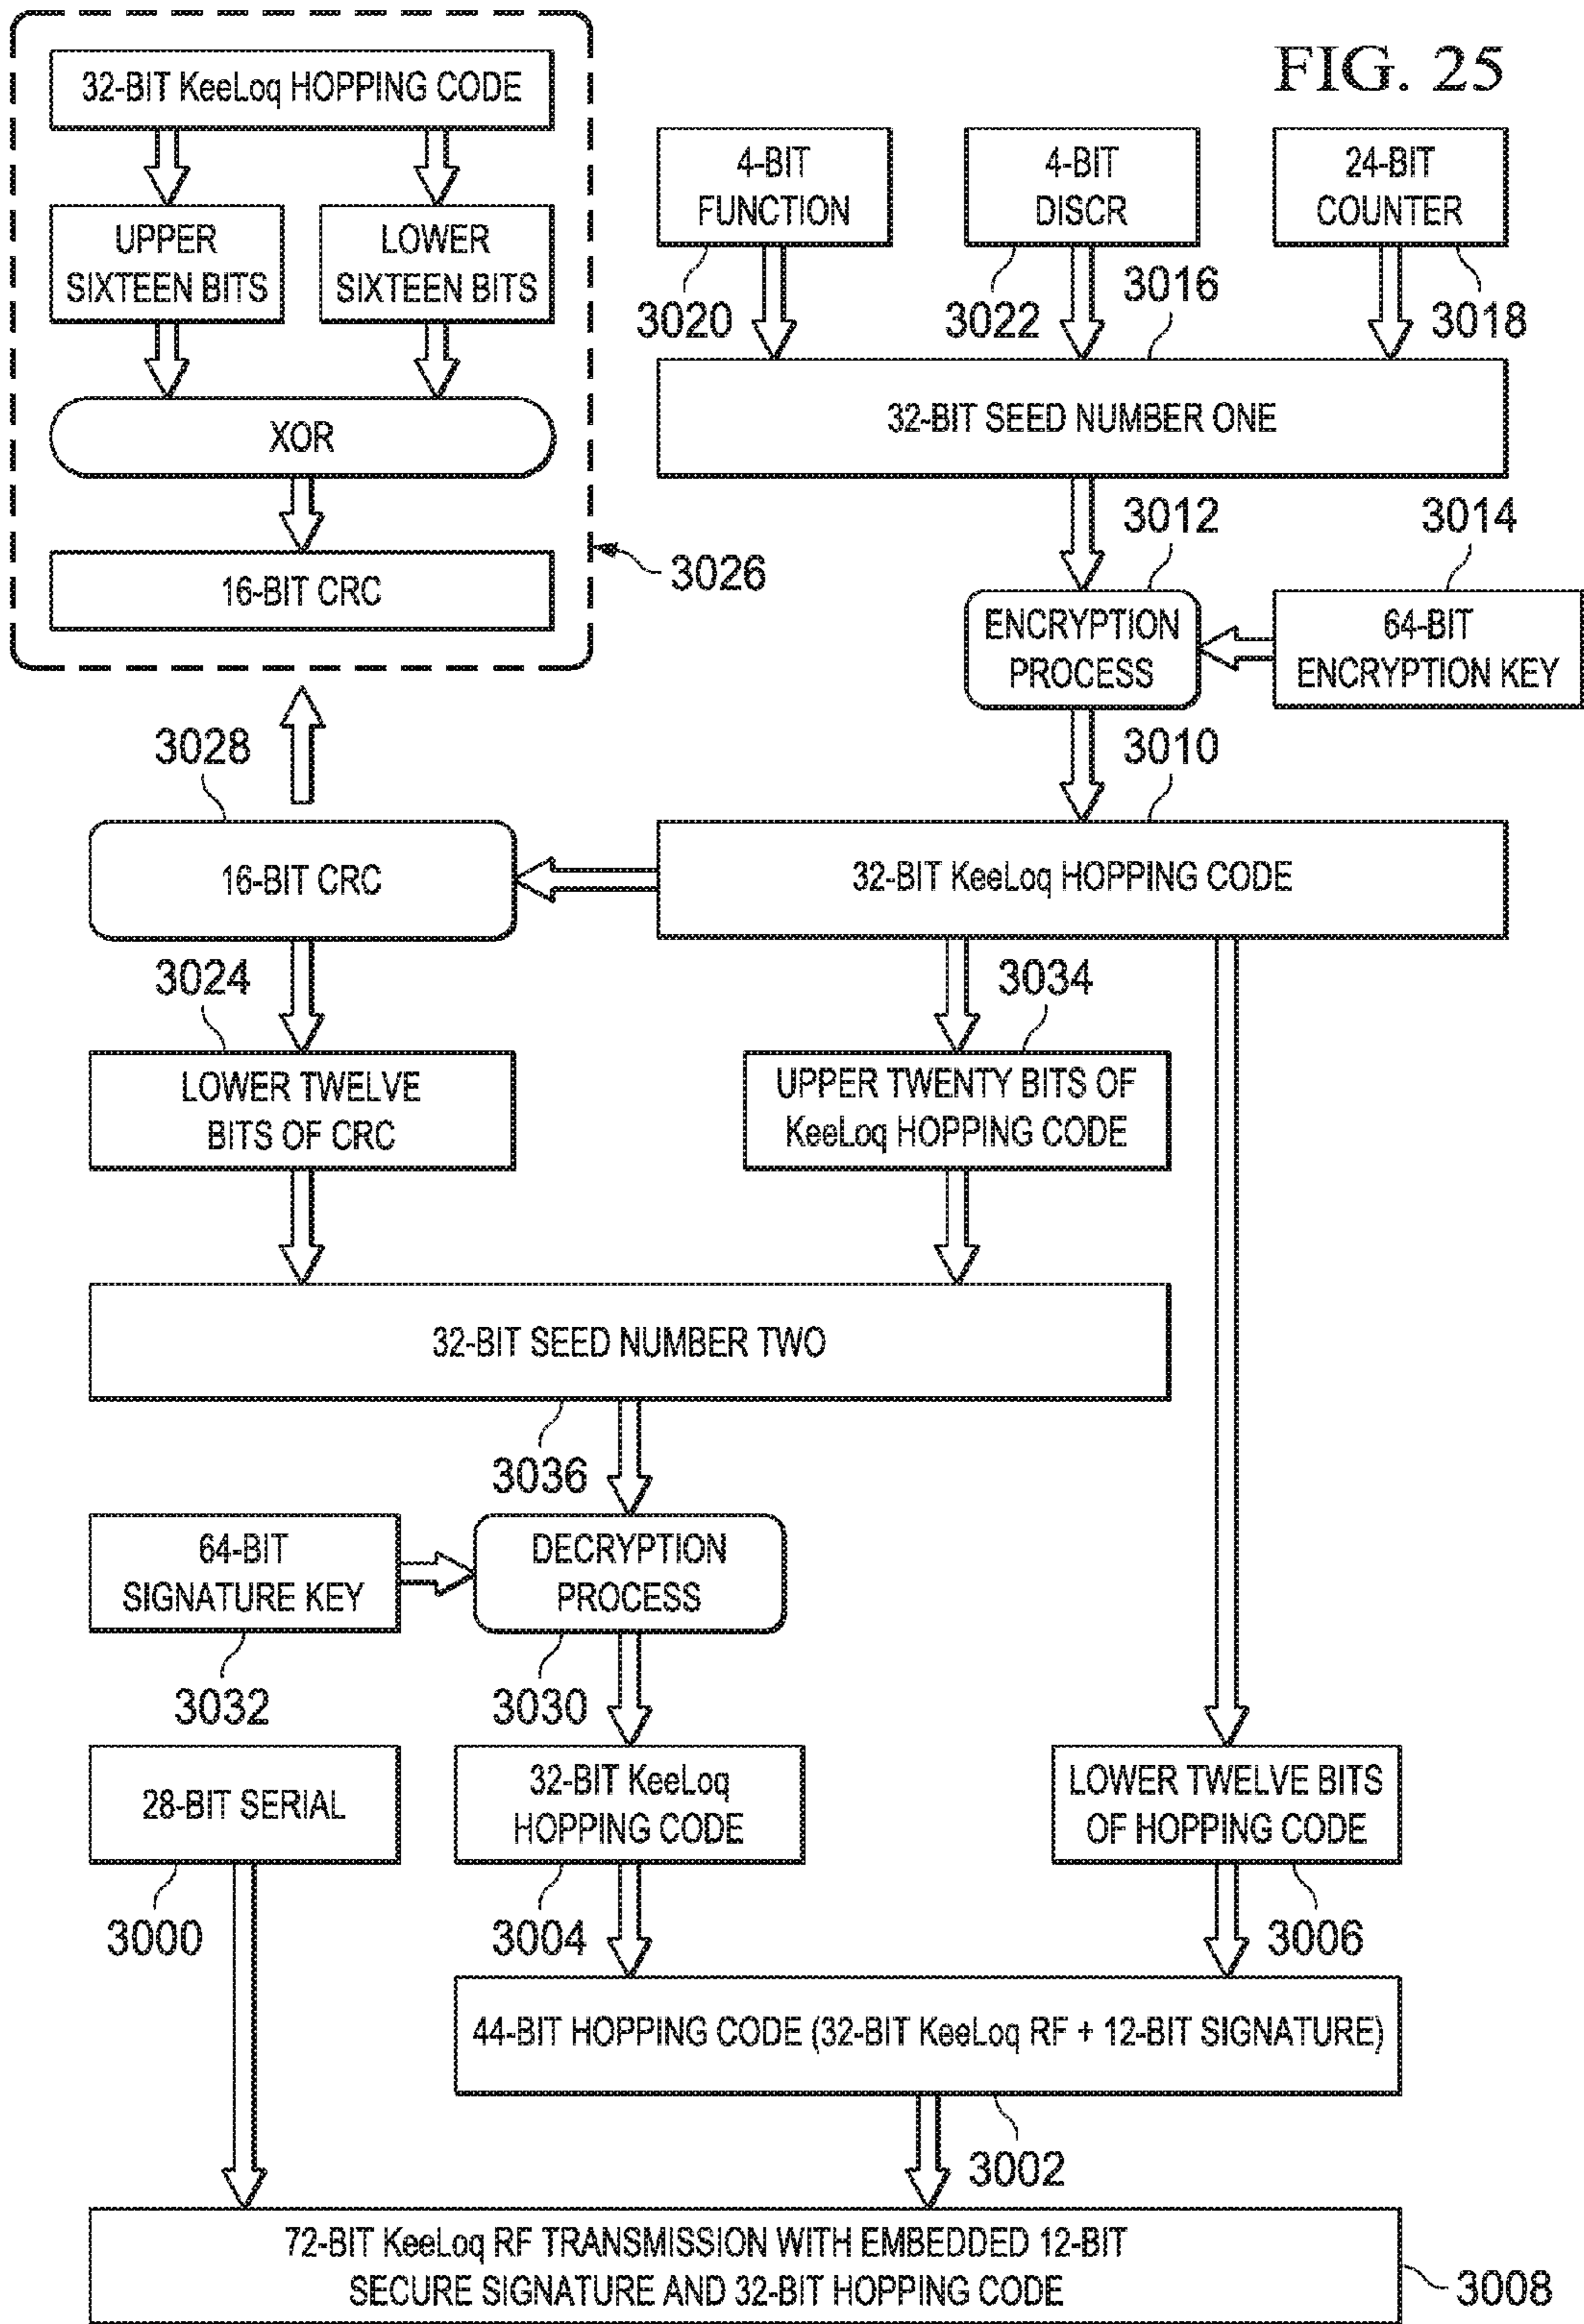 FIG. 25
32-BIT KeeLoq HOPPING CODE
UPPER
SIXTEEN BITS
LOWER
SIXTEEN BITS
XOR
16-BIT CRC
3026
4-BIT
FUNCTION
3020
4-BIT
DISCR
3022
24-BIT
COUNTER
3018
3016
32-BIT SEED NUMBER ONE
3012
ENCRYPTION
PROCESS
3014
64-BIT
ENCRYPTION KEY
3010
32-BIT KeeLoq HOPPING CODE
3028
16-BIT CRC
3024
LOWER TWELVE
BITS OF CRC
3034
UPPER TWENTY BITS OF
KeeLoq HOPPING CODE
32-BIT SEED NUMBER TWO
3036
64-BIT
SIGNATURE KEY
3032
DECRYPTION
PROCESS
3030
28-BIT SERIAL
3000
32-BIT KeeLoq
HOPPING CODE
3004
LOWER TWELVE BITS
OF HOPPING CODE
3006
44-BIT HOPPING CODE (32-BIT KeeLoq RF + 12-BIT SIGNATURE)
3002
72-BIT KeeLoq RF TRANSMISSION WITH EMBEDDED 12-BIT
SECURE SIGNATURE AND 32-BIT HOPPING CODE
3008